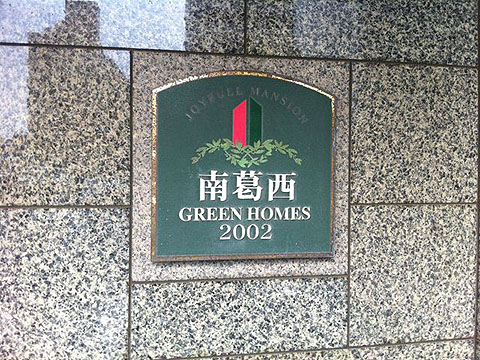 JOYFULL MANSION
南葛西
GREEN HOMES
2002